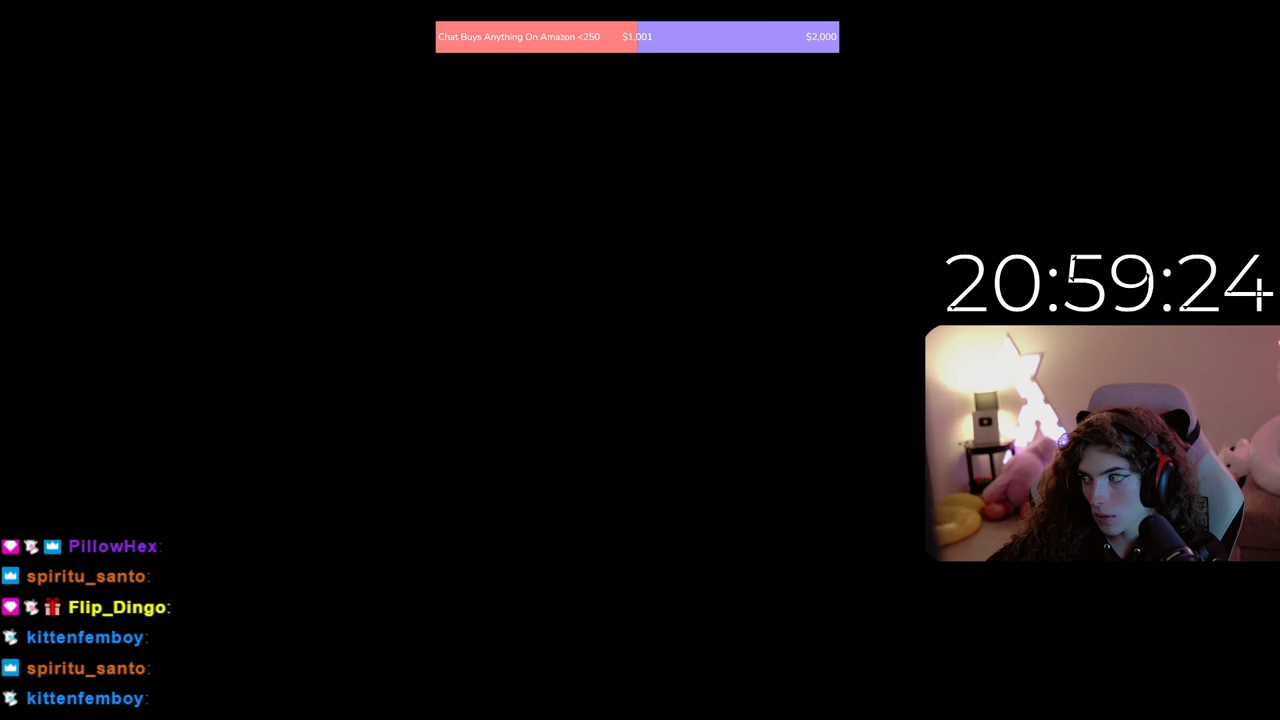 Chat Buys Anything On Amazon <250 $1,001 $2,000
20:59:24
PillowHex:
spiritu_santo:
Flip_Dingo:
kittenfemboy:
spiritu_santo:
kittenfemboy: